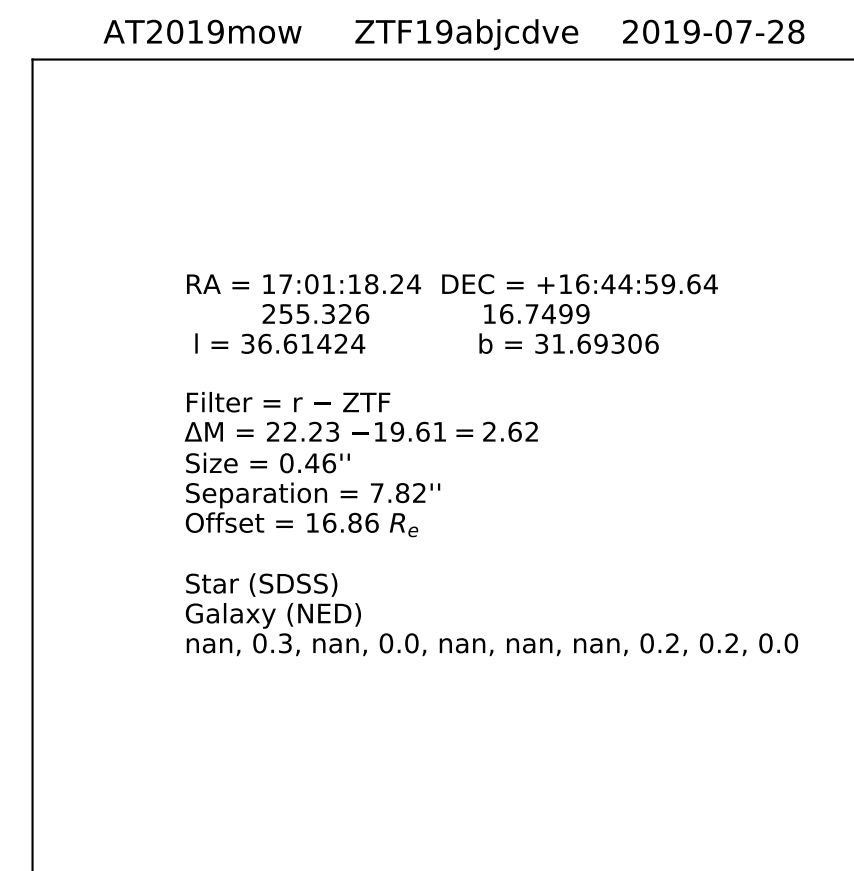 AT2019mow ZTF19abjcdve 2019-07-28
RA = 17:01:18.24 DEC = +16:44:59.64
255.326 16.7499
l = 36.61424 b = 31.69306
Filter = r − ZTF
ΔM = 22.23 −19.61 = 2.62
Size = 0.46''
Separation = 7.82''
Offset = 16.86 Re
Star (SDSS)
Galaxy (NED)
nan, 0.3, nan, 0.0, nan, nan, nan, 0.2, 0.2, 0.0